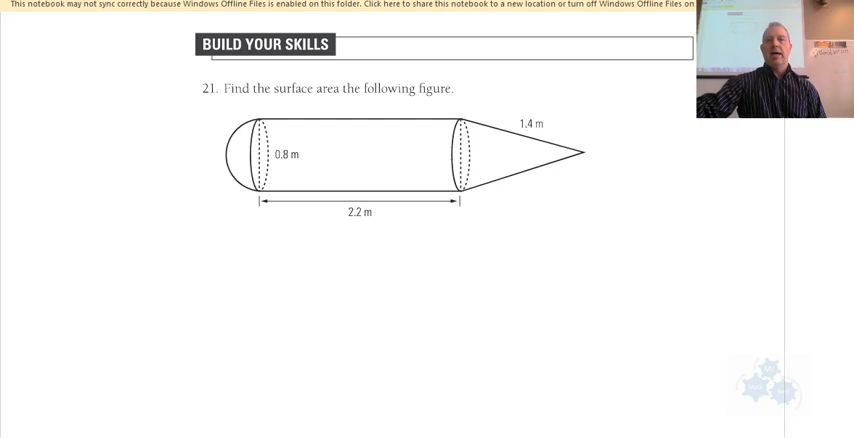 This notebook may not sync correctly because Windows Offline Files is enabled on this folder. Click here to share this notebook to a new location or turn off Windows Offline Files on
BUILD YOUR SKILLS
21. Find the surface area the following figure.
1.4 m
0.8 m
2.2 m